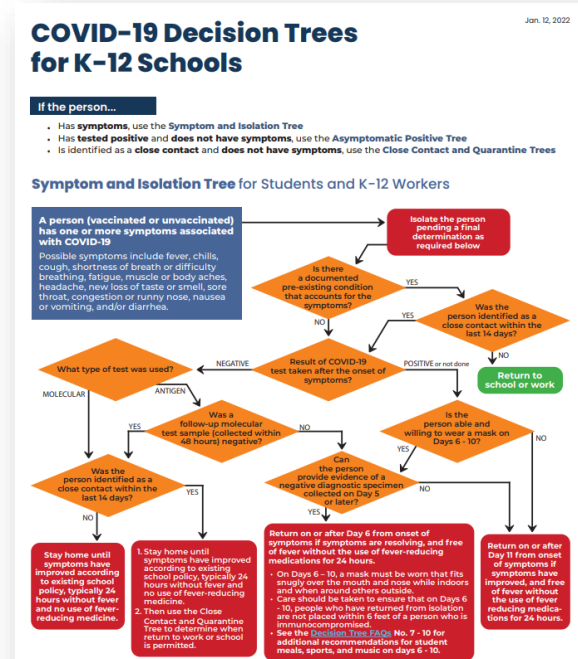 Jan. 12, 2022
COVID-19 Decision Trees
for K-12 Schools
If the person...
• Has symptoms, use the Symptom and Isolation Tree
• Has tested positive and does not have symptoms, use the Asymptomatic Positive Tree
• Is identified as a close contact and does not have symptoms, use the Close Contact and Quarantine Trees
Symptom and Isolation Tree for Students and K-12 Workers
A person (vaccinated or unvaccinated)
has one or more symptoms associated
with COVID-19
Possible symptoms include fever, chills,
cough, shortness of breath or difficulty
breathing, fatigue, muscle or body aches,
headache, new loss of taste or smell, sore
throat, congestion or runny nose, nausea
or vomiting, and/or diarrhea.
Isolate the person
pending a final
determination as
required below
Is there
a documented
pre-existing condition
that accounts for the
symptoms?
YES
NO
Was the
person identified as a
close contact within the
last 14 days?
YES
NO
Return to
school or work
Result of COVID-19
test taken after the onset of
symptoms?
NEGATIVE
POSITIVE or not done
What type of test was used?
MOLECULAR
ANTIGEN
Was a
follow-up molecular
test sample (collected within
48 hours) negative?
YES
NO
Is the
person able and
willing to wear a mask on
Days 6 - 10?
YES
NO
Was the
person identified as a
close contact within the
last 14 days?
YES
NO
Can
the person
provide evidence of a
negative diagnostic specimen
collected on Day 5
or later?
YES
NO
Stay home until
symptoms have
improved according
to existing school
policy, typically 24
hours without fever
and no use of fever-
reducing medicine.
1. Stay home until
symptoms have improved
according to existing
school policy, typically 24
hours without fever and
no use of fever-reducing
medicine.
2. Then use the Close
Contact and Quarantine
Tree to determine when
return to work or school
is permitted.
Return on or after Day 6 from onset of
symptoms if symptoms are resolving, and free
of fever without the use of fever-reducing
medications for 24 hours.
• On Days 6 – 10, a mask must be worn that fits
snugly over the mouth and nose while indoors
and when around others outside.
• Care should be taken to ensure that on Days 6
- 10, people who have returned from isolation
are not placed within 6 feet of a person who is
immunocompromised.
• See the Decision Tree FAQs No. 7 - 10 for
additional recommendations for student
meals, sports, and music on days 6 - 10.
Return on or after
Day 11 from onset
of symptoms if
symptoms have
improved, and free
of fever without
the use of fever-
reducing medica-
tions for 24 hours.